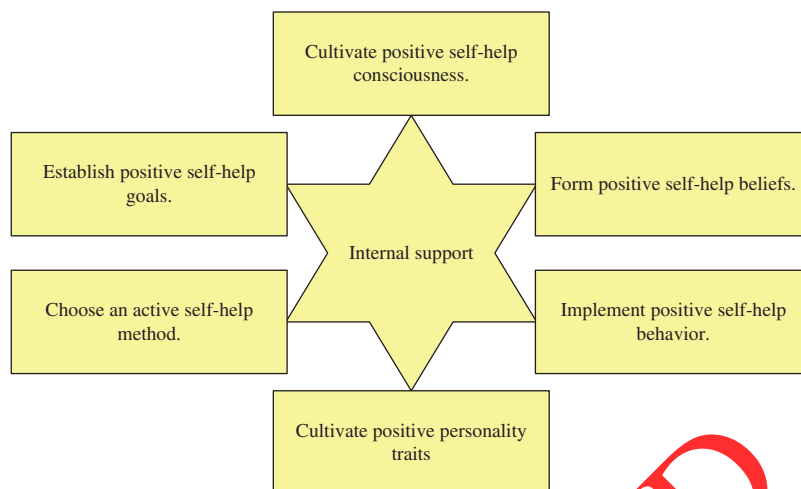 Cultivate positive self-help
consciousness.
Establish positive self-help
goals.
Form positive self-help beliefs.
Internal support
Choose an active self-help
method.
Implement positive self-help
behavior.
Cultivate positive personality
traits